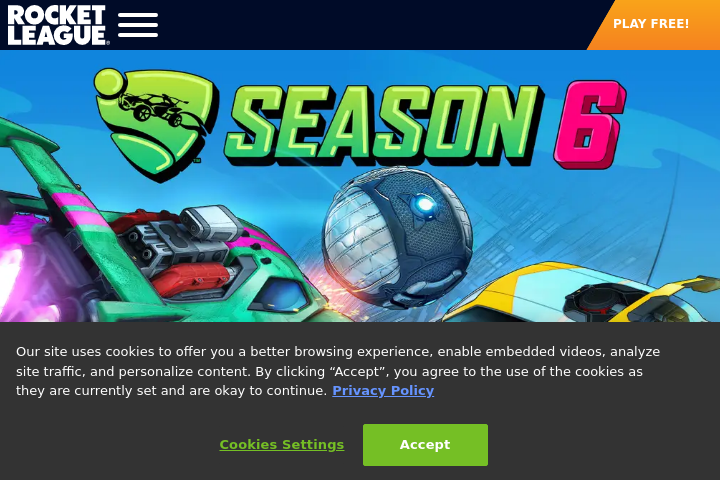 ROCKET
LEAGUE
PLAY FREE!
SEASON 6
Our site uses cookies to offer you a better browsing experience, enable embedded videos, analyze
site traffic, and personalize content. By clicking “Accept”, you agree to the use of the cookies as
they are currently set and are okay to continue. Privacy Policy
Cookies Settings
Accept